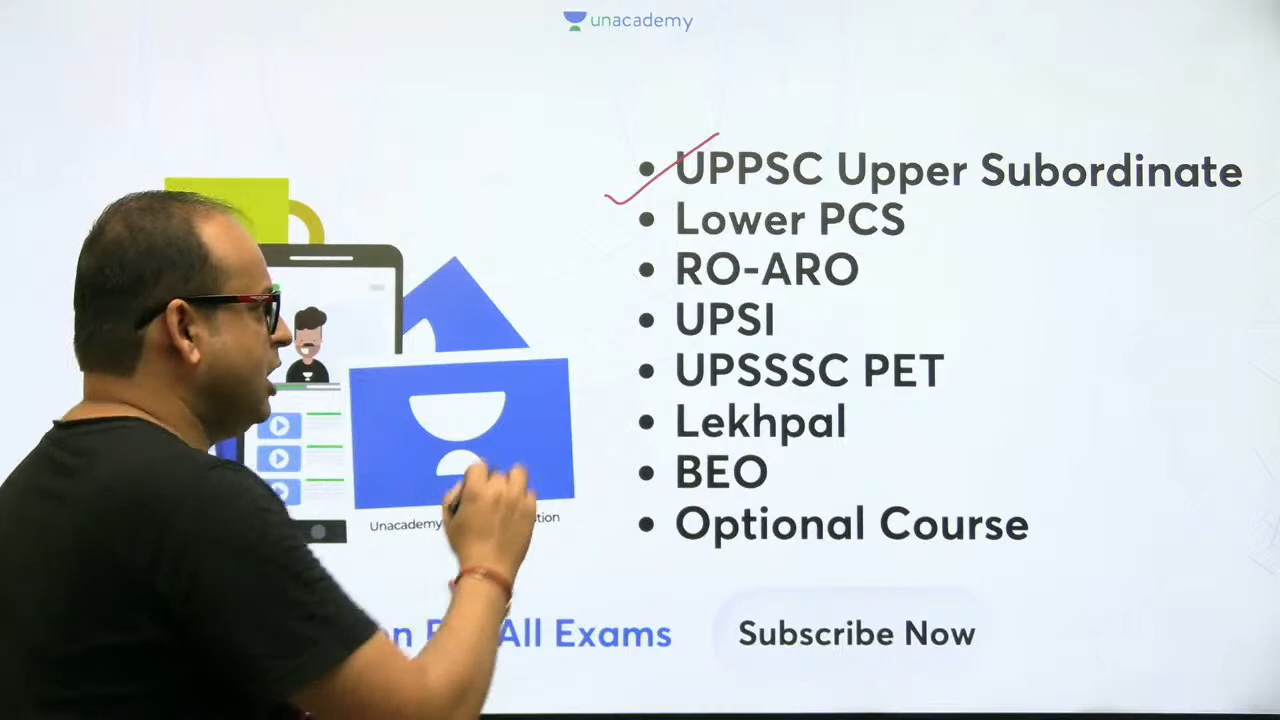 unacademy
• UPPSC Upper Subordinate
• Lower PCS
• RO-ARO
• UPSI
• UPSSSC PET
• Lekhpal
• BEO
• Optional Course
Unacademy
All Exams
Subscribe Now